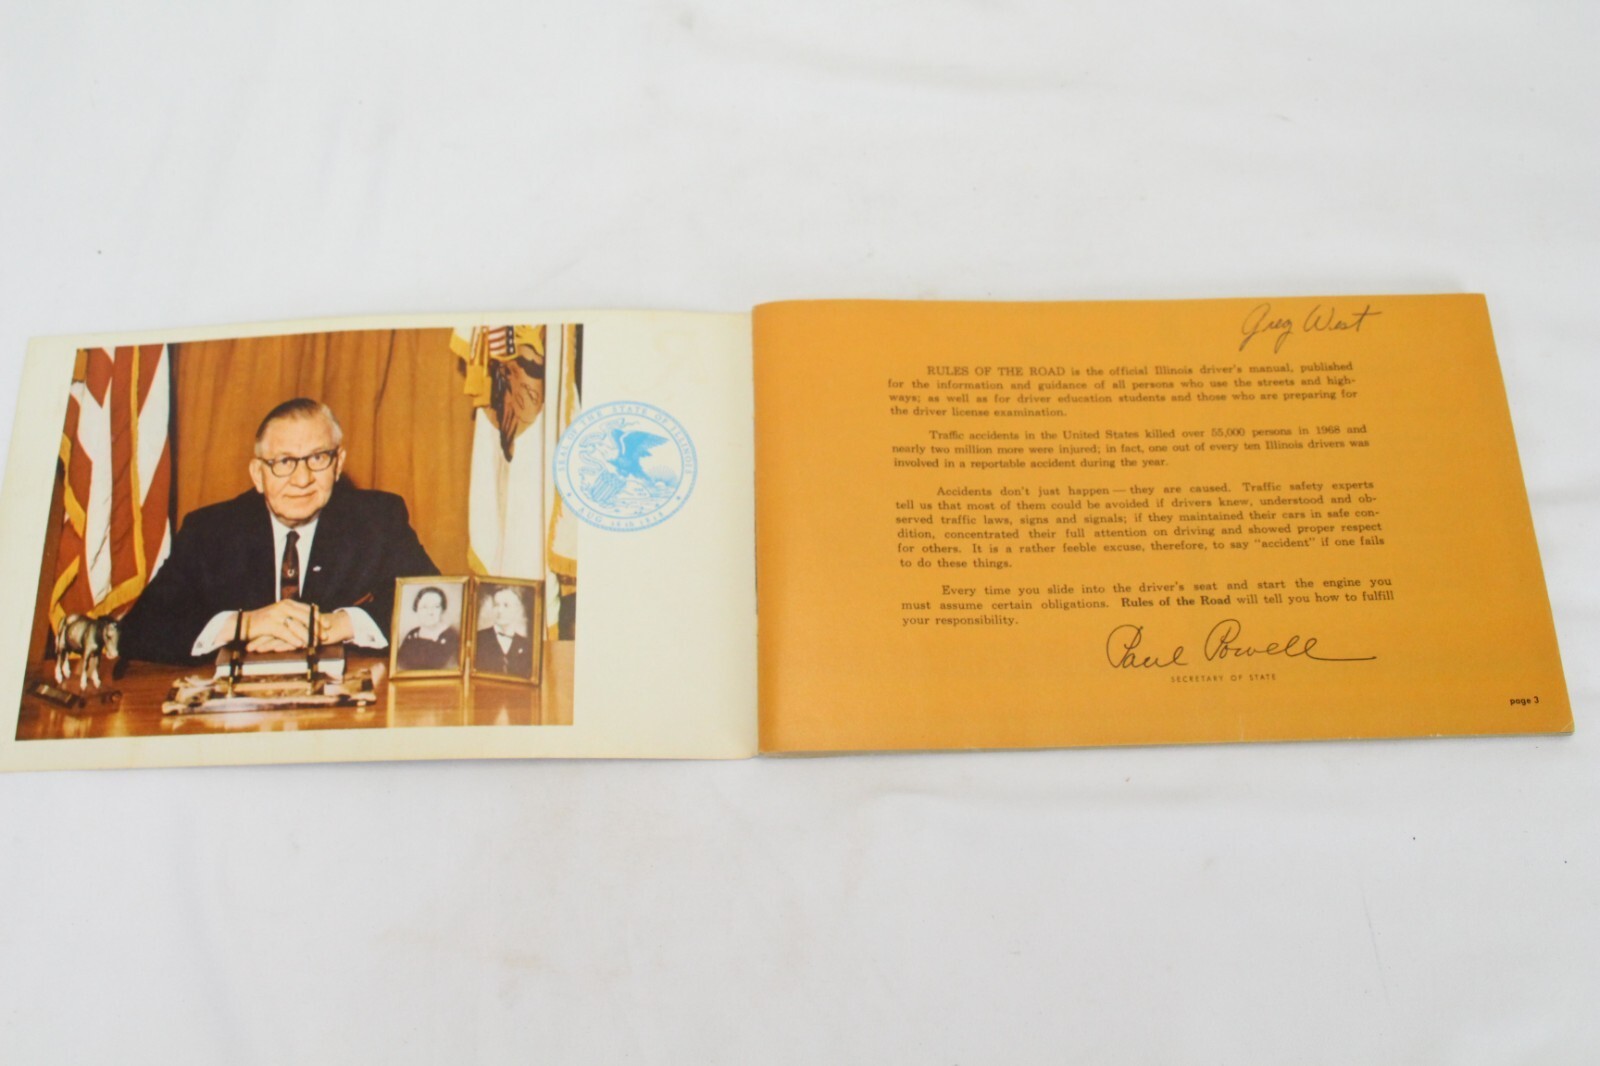 SEAL OF THE STATE OF ILLINOIS
AUG. 26th 1818
Greg West
RULES OF THE ROAD is the official Illinois driver's manual, published
for the information and guidance of all persons who use the streets and high-
ways; as well as for driver education students and those who are preparing for
the driver license examination.
Traffic accidents in the United States killed over 55,000 persons in 1968 and
nearly two million more were injured; in fact, one out of every ten Illinois drivers was
involved in a reportable accident during the year.
Accidents don't just happen — they are caused. Traffic safety experts
tell us that most of them could be avoided if drivers knew, understood and ob-
served traffic laws, signs and signals; if they maintained their cars in safe con-
dition, concentrated their full attention on driving and showed proper respect
for others. It is a rather feeble excuse, therefore, to say "accident" if one fails
to do these things.
Every time you slide into the driver's seat and start the engine you
must assume certain obligations. Rules of the Road will tell you how to fulfill
your responsibility.
Paul Powell
SECRETARY OF STATE
page 3